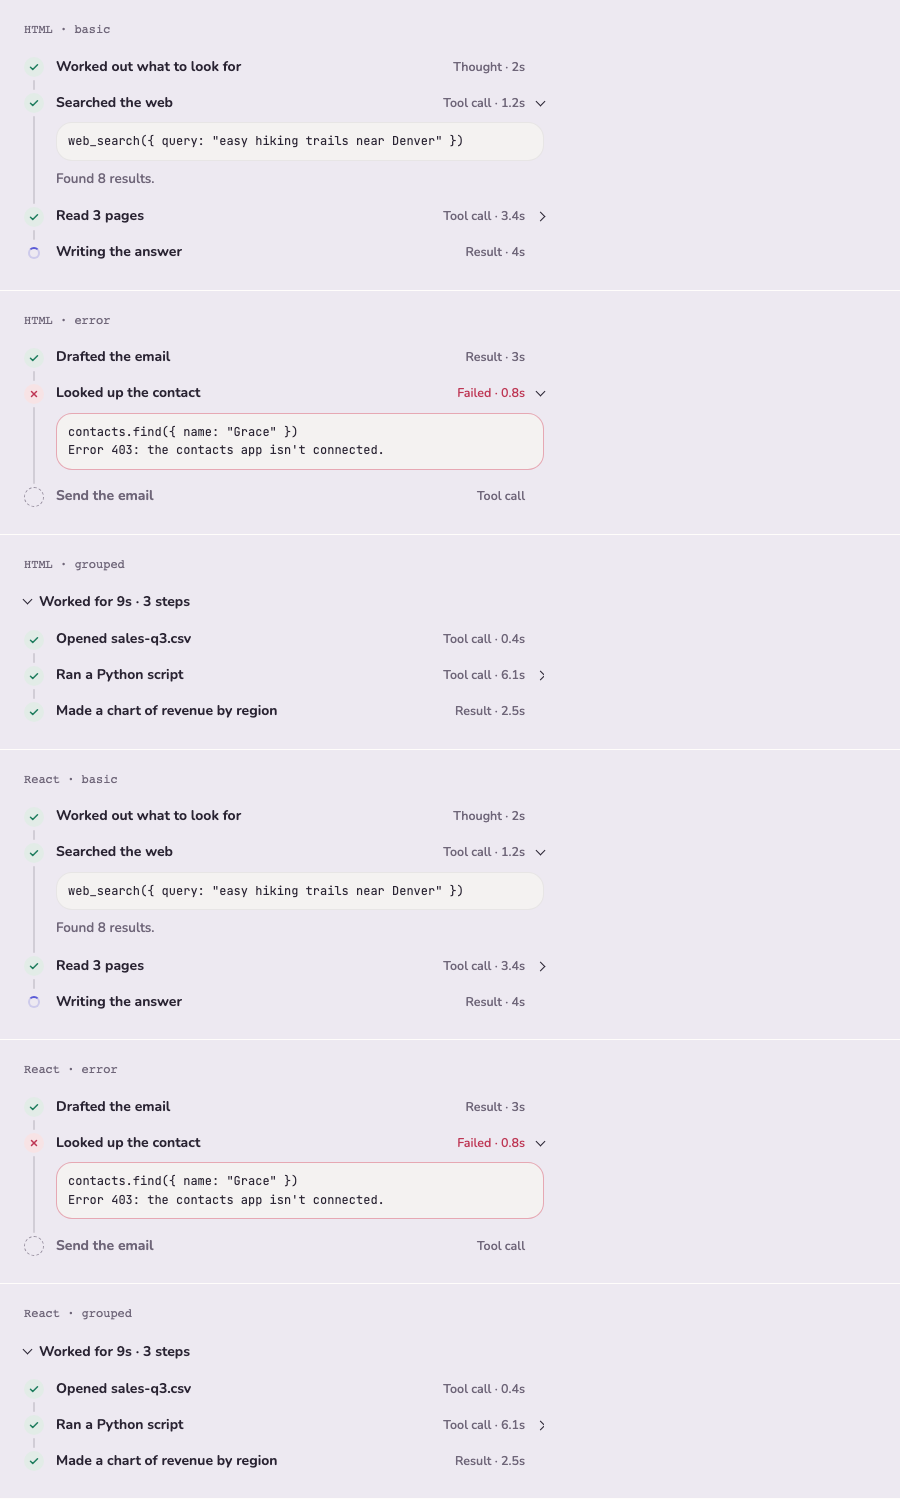 HTML · basic
Worked out what to look for Thought · 2s
Searched the web Tool call · 1.2s
web_search({ query: "easy hiking trails near Denver" })
Found 8 results.
Read 3 pages Tool call · 3.4s
Writing the answer Result · 4s
HTML · error
Drafted the email Result · 3s
Looked up the contact Failed · 0.8s
contacts.find({ name: "Grace" })
Error 403: the contacts app isn't connected.
Send the email Tool call
HTML · grouped
Worked for 9s · 3 steps
Opened sales-q3.csv Tool call · 0.4s
Ran a Python script Tool call · 6.1s
Made a chart of revenue by region Result · 2.5s
React · basic
Worked out what to look for Thought · 2s
Searched the web Tool call · 1.2s
web_search({ query: "easy hiking trails near Denver" })
Found 8 results.
Read 3 pages Tool call · 3.4s
Writing the answer Result · 4s
React · error
Drafted the email Result · 3s
Looked up the contact Failed · 0.8s
contacts.find({ name: "Grace" })
Error 403: the contacts app isn't connected.
Send the email Tool call
React · grouped
Worked for 9s · 3 steps
Opened sales-q3.csv Tool call · 0.4s
Ran a Python script Tool call · 6.1s
Made a chart of revenue by region Result · 2.5s